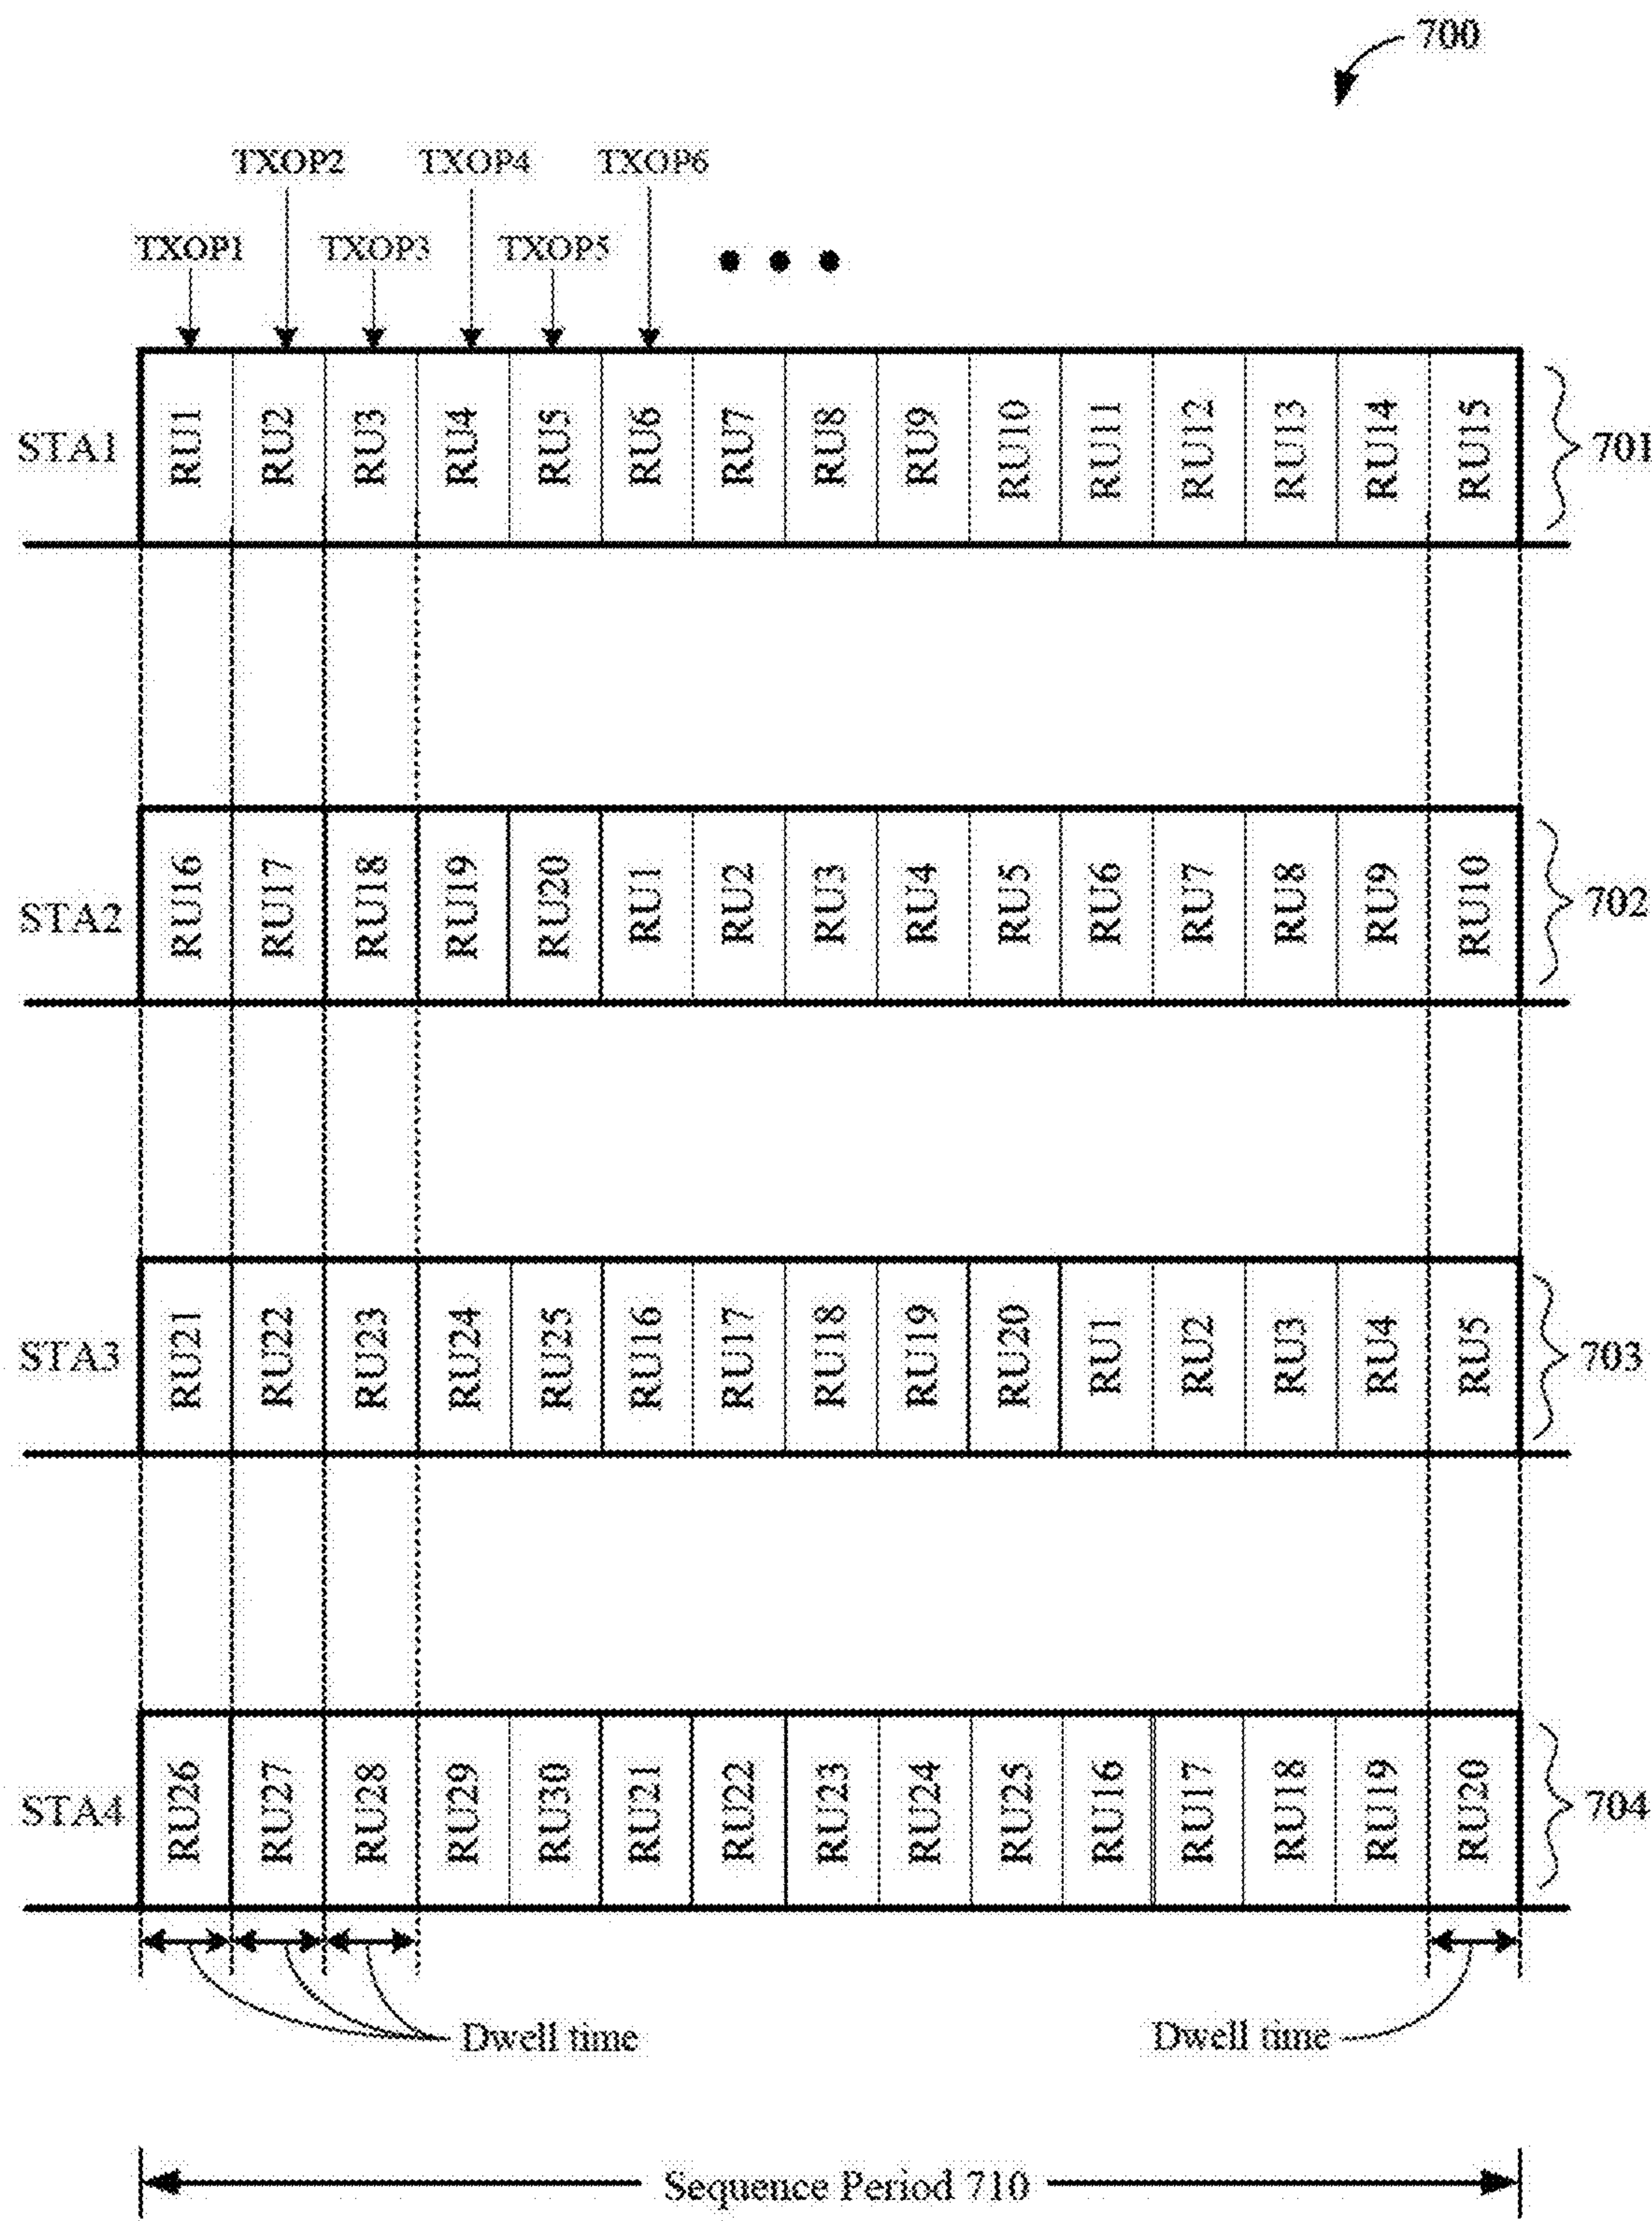 700
TXOP2 TXOP4 TXOP6
TXOP1 TXOP3 TXOP5
STA1 RU1 RU2 RU3 RU4 RU5 RU6 RU7 RU8 RU9 RU10 RU11 RU12 RU13 RU14 RU15 701
STA2 RU16 RU17 RU18 RU19 RU20 RU1 RU2 RU3 RU4 RU5 RU6 RU7 RU8 RU9 RU10 702
STA3 RU21 RU22 RU23 RU24 RU25 RU16 RU17 RU18 RU19 RU20 RU1 RU2 RU3 RU4 RU5 703
STA4 RU26 RU27 RU28 RU29 RU30 RU21 RU22 RU23 RU24 RU25 RU16 RU17 RU18 RU19 RU20 704
Dwell time Dwell time
Sequence Period 710